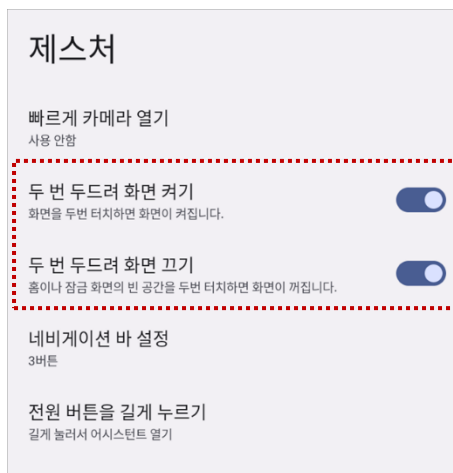 제스처
빠르게 카메라 열기
사용 안함
두 번 두드려 화면 켜기
화면을 두번 터치하면 화면이 켜집니다.
두 번 두드려 화면 끄기
홈이나 잠금 화면의 빈 공간을 두번 터치하면 화면이 꺼집니다.
네비게이션 바 설정
3버튼
전원 버튼을 길게 누르기
길게 눌러서 어시스턴트 열기